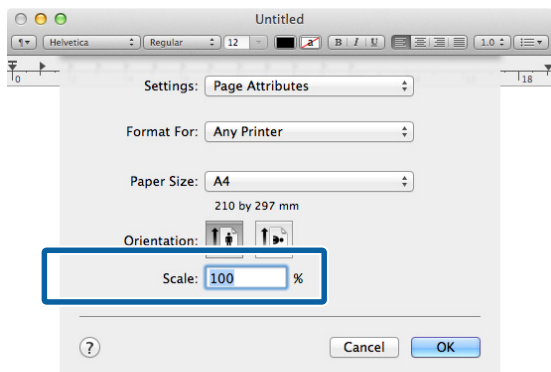 Untitled
¶ Helvetica Regular 12 a B I U 1.0
0 18
Settings: Page Attributes
Format For: Any Printer
Paper Size: A4
210 by 297 mm
Orientation:
Scale: 100 %
? Cancel OK